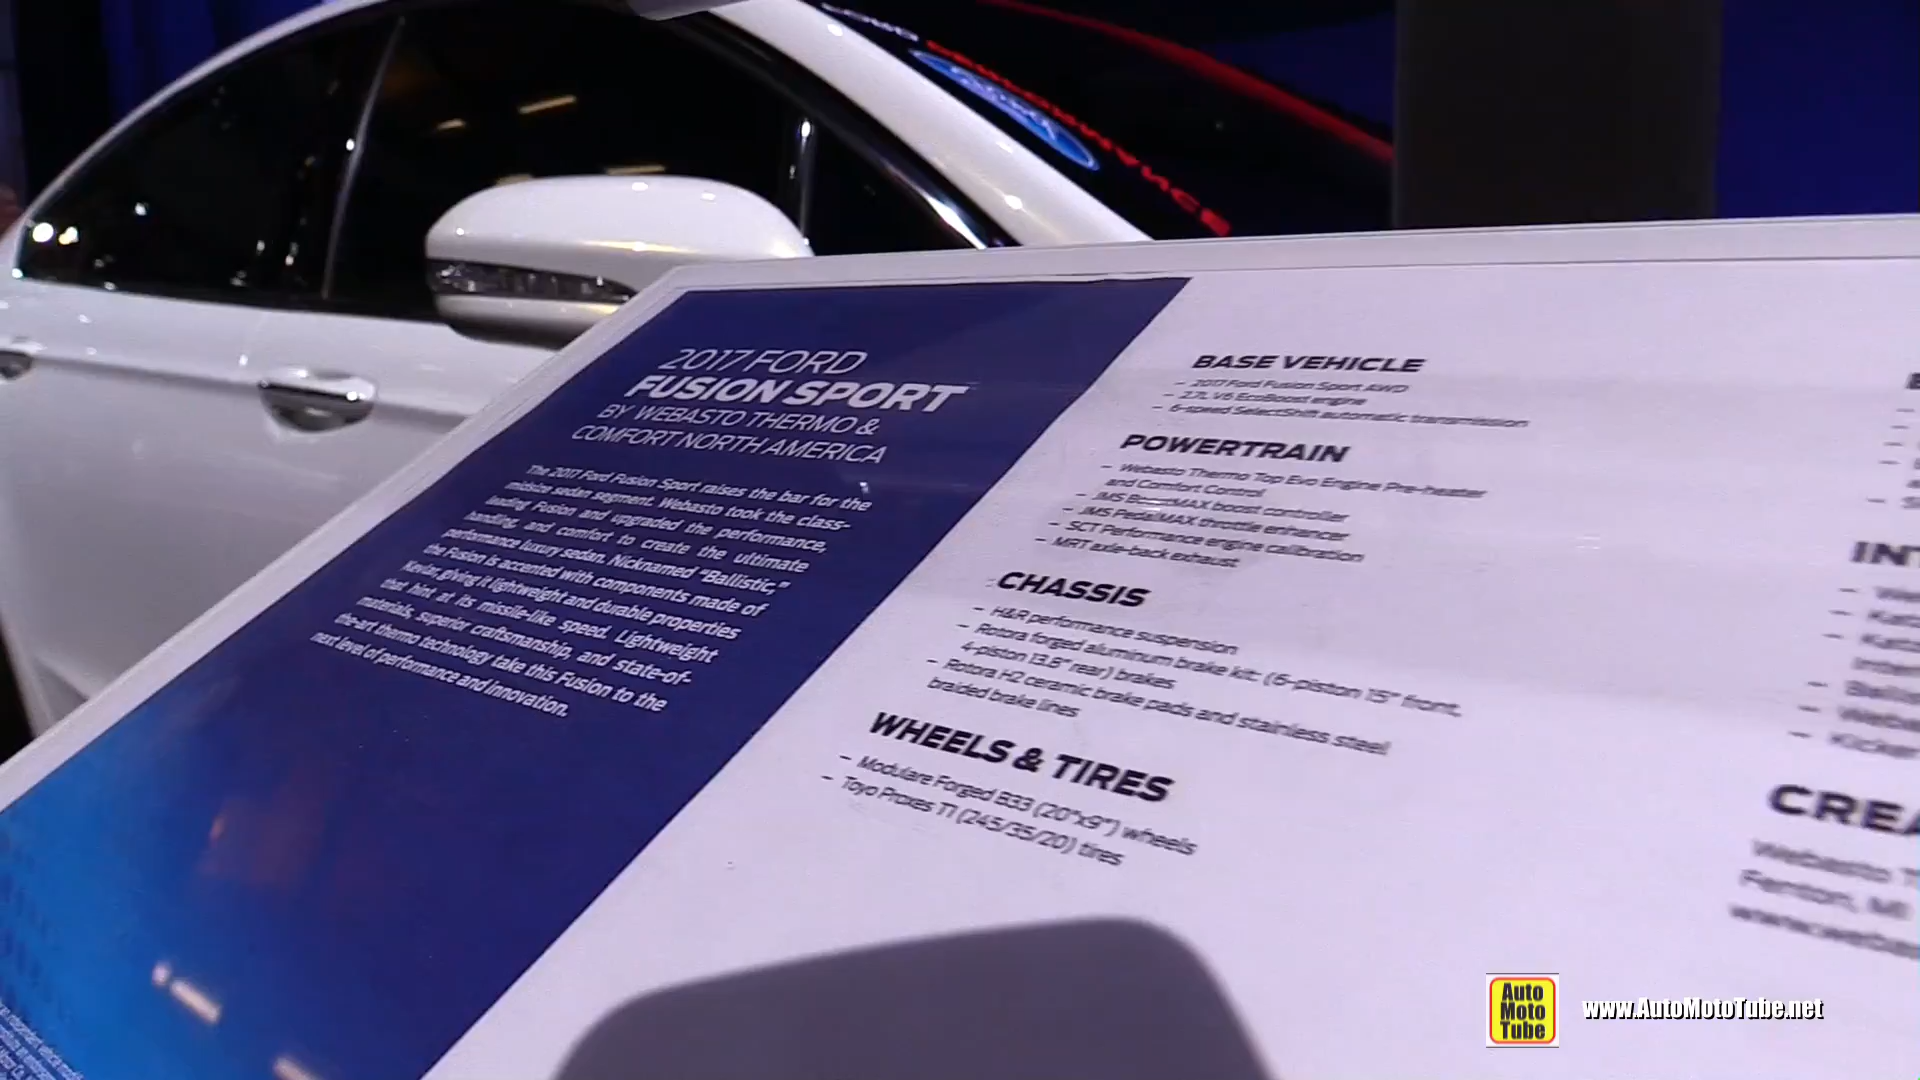 2017 FORD
FUSION SPORT
BY WEBASTO THERMO &
COMFORT NORTH AMERICA
The 2017 Ford Fusion Sport raises the bar for the
midsize sedan segment. Webasto took the class-
leading Fusion and upgraded the performance,
handling, and comfort to create the ultimate
performance luxury sedan. Nicknamed "Ballistic,"
the Fusion is accented with components made of
Kevlar, giving it lightweight and durable properties
that hint at its missile-like speed. Lightweight
materials, superior craftsmanship, and state-of-
the-art thermo technology take this Fusion to the
next level of performance and innovation.
BASE VEHICLE
- 2017 Ford Fusion Sport AWD
- 2.7L V6 EcoBoost engine
- 6-speed SelectShift automatic transmission
POWERTRAIN
- Webasto Thermo Top Evo Engine Pre-heater
and Comfort Control
- JMS BoostMAX boost controller
- JMS PedalMAX throttle enhancer
- SCT Performance engine calibration
- MRT axle-back exhaust
CHASSIS
- H&R performance suspension
- Rotora forged aluminum brake kit: (6-piston 15" front,
4-piston 13.8" rear) brakes
- Rotora H2 ceramic brake pads and stainless steel
braided brake lines
WHEELS & TIRES
- Modulare Forged B33 (20"x9") wheels
- Toyo Proxes T1 (245/35/20) tires
INT
CREA
Webasto T
Fenton, MI
www.webas
Ford
Auto
Moto
Tube
www.AutoMotoTube.net